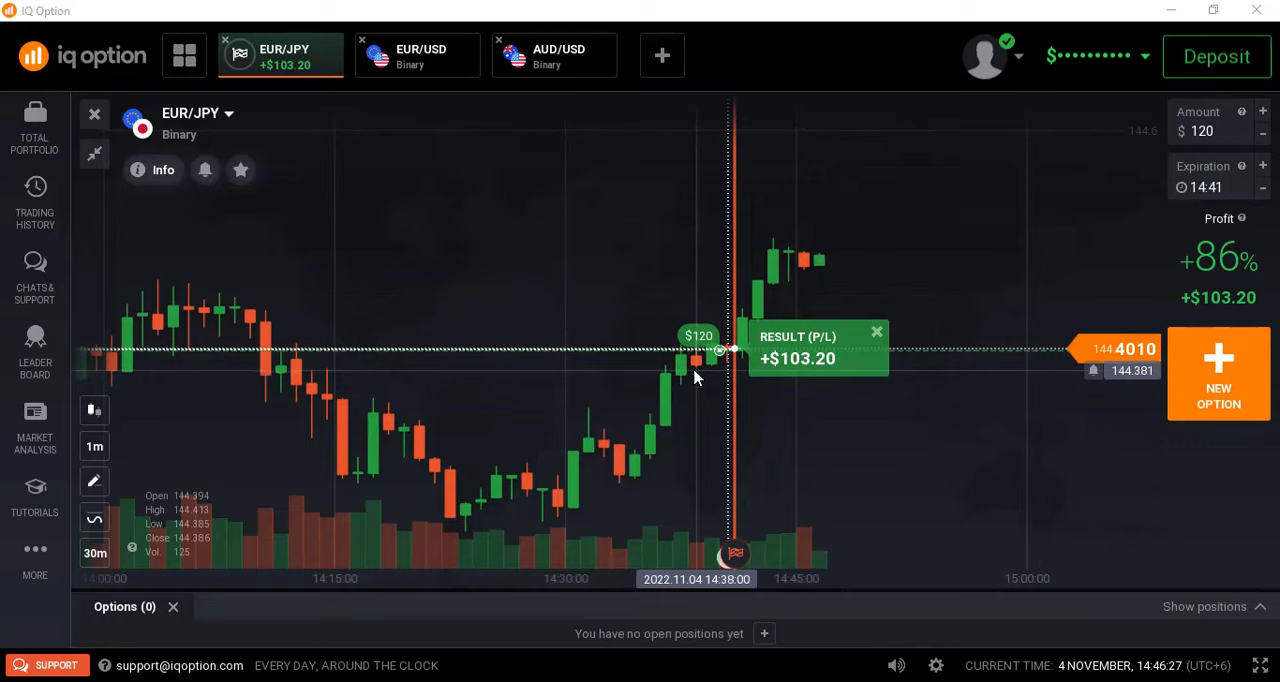 IQ Option
iq option
EUR/JPY
+$103.20
EUR/USD
Binary
AUD/USD
Binary
$
Deposit
TOTAL
PORTFOLIO
TRADING
HISTORY
CHATS &
SUPPORT
LEADER
BOARD
MARKET
ANALYSIS
TUTORIALS
MORE
EUR/JPY
Binary
Info
1m
30m
Open 144.394
High 144.413
Low 144.385
Close 144.386
Vol. 125
$120
RESULT (P/L)
+$103.20
144.6
144.4010
144.381
14:00:00
14:15:00
14:30:00
2022.11.04 14:38:00
14:45:00
15:00:00
Amount
$ 120
Expiration
14:41
Profit
+86%
+$103.20
NEW
OPTION
Options (0)
Show positions
You have no open positions yet
SUPPORT
support@iqoption.com EVERY DAY, AROUND THE CLOCK
CURRENT TIME: 4 NOVEMBER, 14:46:27 (UTC+6)